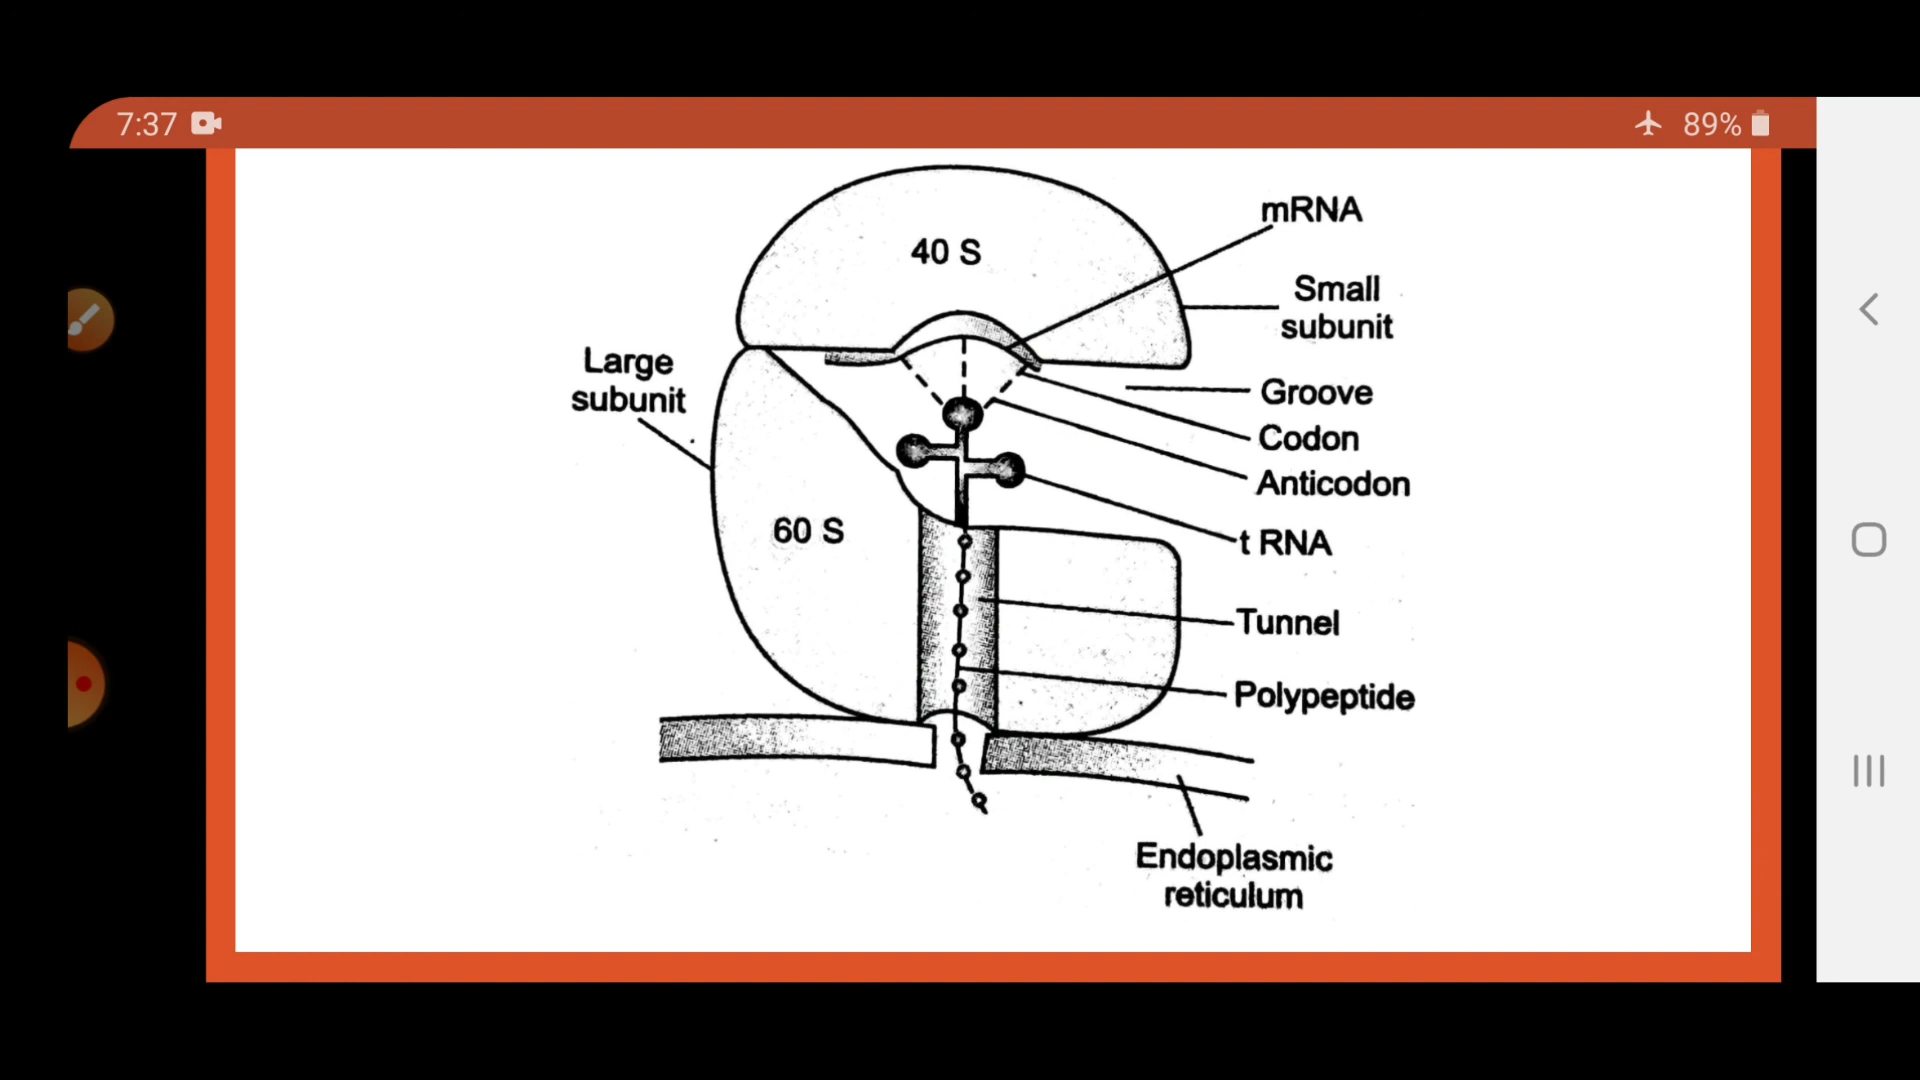 7:37
89%
mRNA
40 S
Small
subunit
Large
subunit
Groove
Codon
Anticodon
60 S
t RNA
Tunnel
Polypeptide
Endoplasmic
reticulum